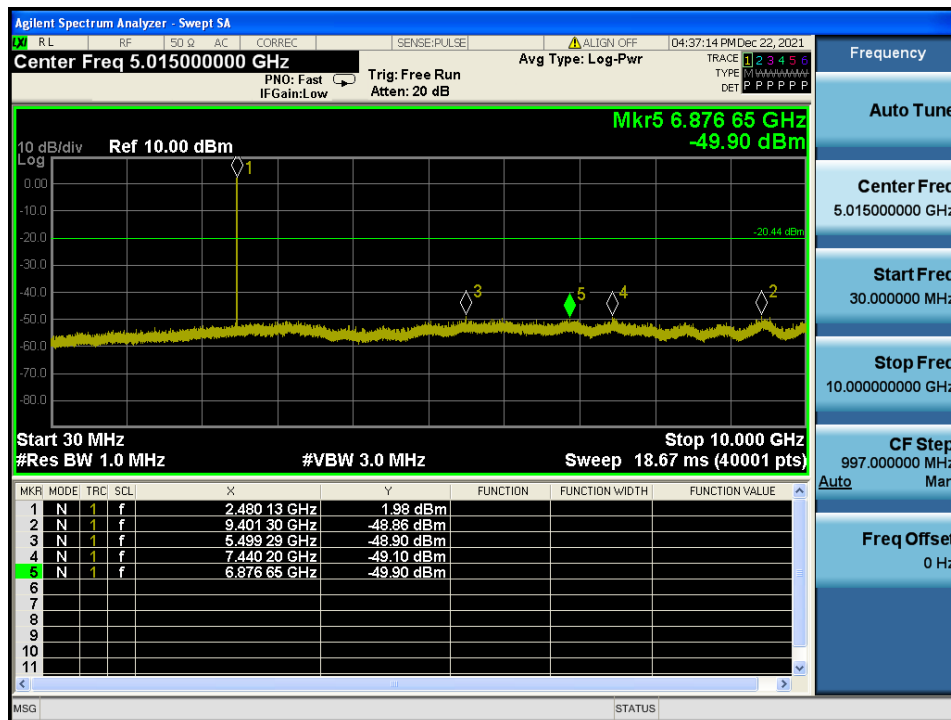 Agilent Spectrum Analyzer - Swept SA
LXI RL RF 50 Ω AC CORREC SENSE:PULSE ALIGN OFF 04:37:14 PM Dec 22, 2021
Center Freq 5.015000000 GHz
PNO: Fast
IFGain:Low
Trig: Free Run
Atten: 20 dB
Avg Type: Log-Pwr
TRACE 1 2 3 4 5 6
TYPE M WWWWW
DET P P P P P P
Mkr5 6.876 65 GHz
-49.90 dBm
10 dB/div Ref 10.00 dBm
Log
0.00
-10.0
-20.0
-30.0
-40.0
-50.0
-60.0
-70.0
-80.0
1
-20.44 dBm
3
5
4
2
Start 30 MHz Stop 10.000 GHz
#Res BW 1.0 MHz #VBW 3.0 MHz Sweep 18.67 ms (40001 pts)
MKR MODE TRC SCL X Y FUNCTION FUNCTION WIDTH FUNCTION VALUE
1 N 1 f 2.480 13 GHz 1.98 dBm
2 N 1 f 9.401 30 GHz -48.86 dBm
3 N 1 f 5.499 29 GHz -48.90 dBm
4 N 1 f 7.440 20 GHz -49.10 dBm
5 N 1 f 6.876 65 GHz -49.90 dBm
6
7
8
9
10
11
MSG STATUS
Frequency
Auto Tune
Center Freq
5.015000000 GHz
Start Freq
30.000000 MHz
Stop Freq
10.000000000 GHz
CF Step
997.000000 MHz
Auto Man
Freq Offset
0 Hz